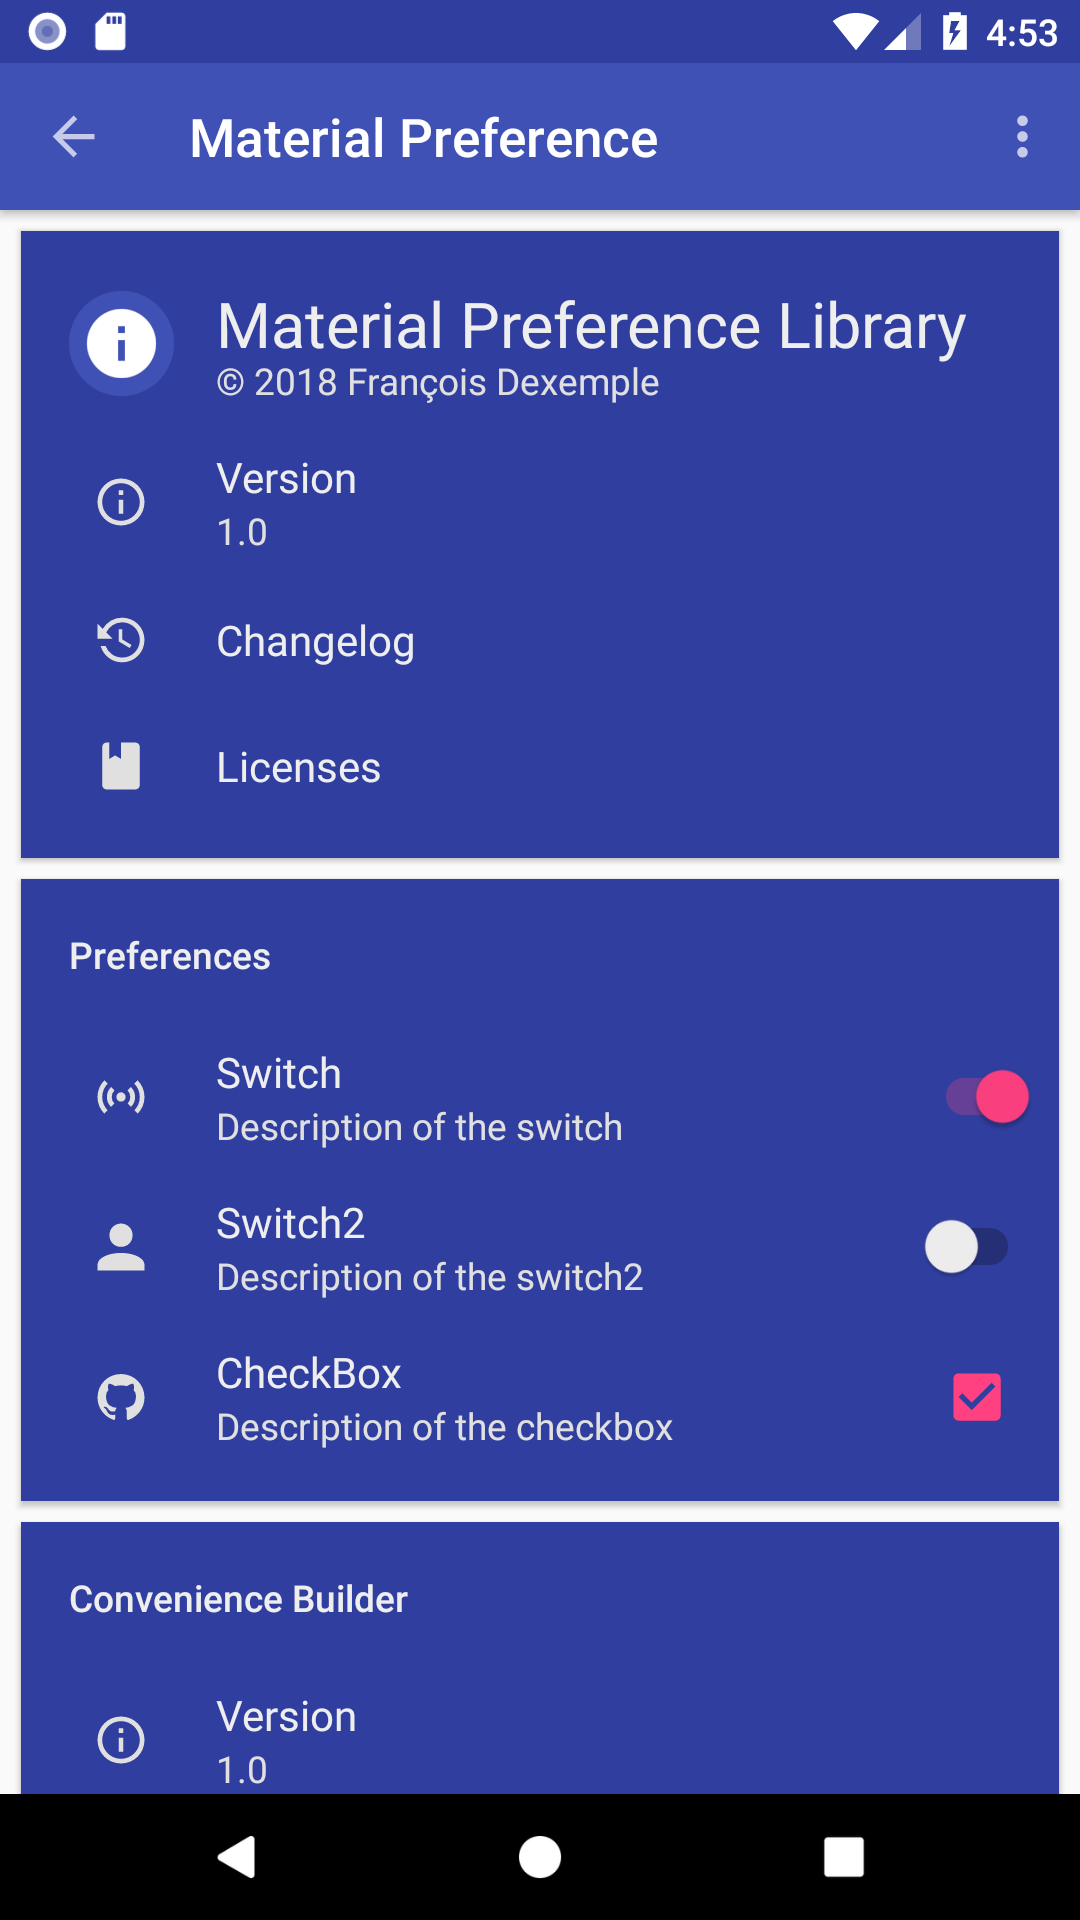 4:53
Material Preference
Material Preference Library
© 2018 François Dexemple
Version
1.0
Changelog
Licenses
Preferences
Switch
Description of the switch
Switch2
Description of the switch2
CheckBox
Description of the checkbox
Convenience Builder
Version
1.0